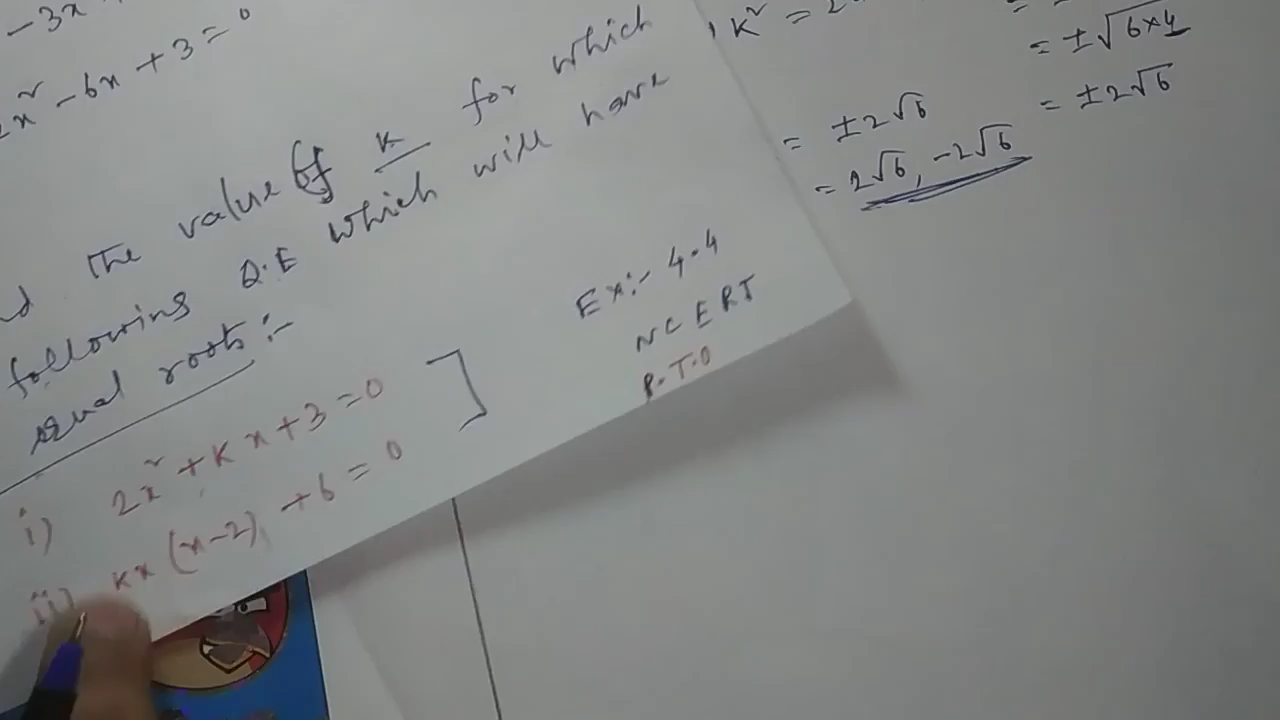 -3x
2x² - 6x + 3 = 0
The value of k for which
following Q.E which will have
equal roots :-
i) 2x² + kx + 3 = 0
ii) kx (x-2) + 6 = 0
Ex:- 4.4
NCERT
P.T.O
, k² = 2
= ±√6×4
= ±2√6
= ±2√6
= 2√6, -2√6